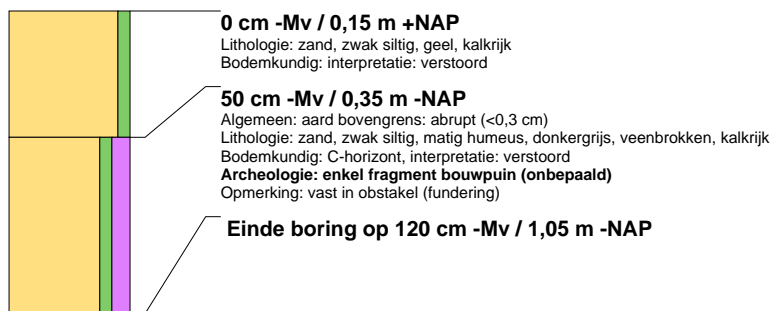 0 cm -Mv / 0,15 m +NAP
Lithologie: zand, zwak siltig, geel, kalkrijk
Bodemkundig: interpretatie: verstoord
50 cm -Mv / 0,35 m -NAP
Algemeen: aard bovengrens: abrupt (<0,3 cm)
Lithologie: zand, zwak siltig, matig humeus, donkergrijs, veenbrokken, kalkrijk
Bodemkundig: C-horizont, interpretatie: verstoord
Archeologie: enkel fragment bouwpuin (onbepaald)
Opmerking: vast in obstakel (fundering)
Einde boring op 120 cm -Mv / 1,05 m -NAP